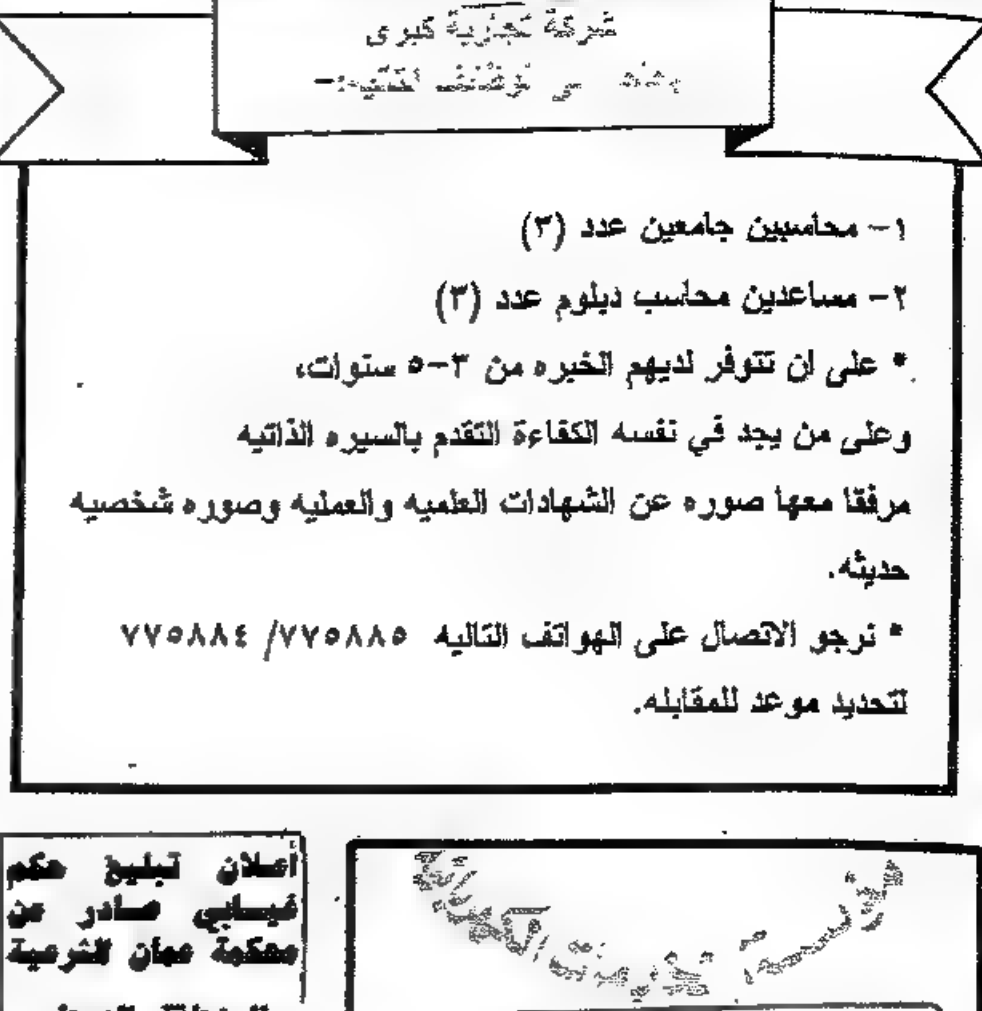 شركة تجارية كبرى
١- محاسبين جامعين عدد (٣)
٢- مساعدين محاسب دبلوم عدد (٣)
* على ان تتوفر لديهم الخبره من ٣-٥ سنوات،
وعلى من يجد في نفسه الكفاءة التقدم بالسيره الذاتيه
مرفقا معها صوره عن الشهادات العلميه والعمليه وصوره شخصيه
حديثه.
* نرجو الاتصال على الهواتف التاليه ٧٧٥٨٨٥/ ٧٧٥٨٨٤
لتحديد موعد للمقابله.
أعلان تبليغ حكم
غيابي صادر عن
محكمة عمان الشرعية